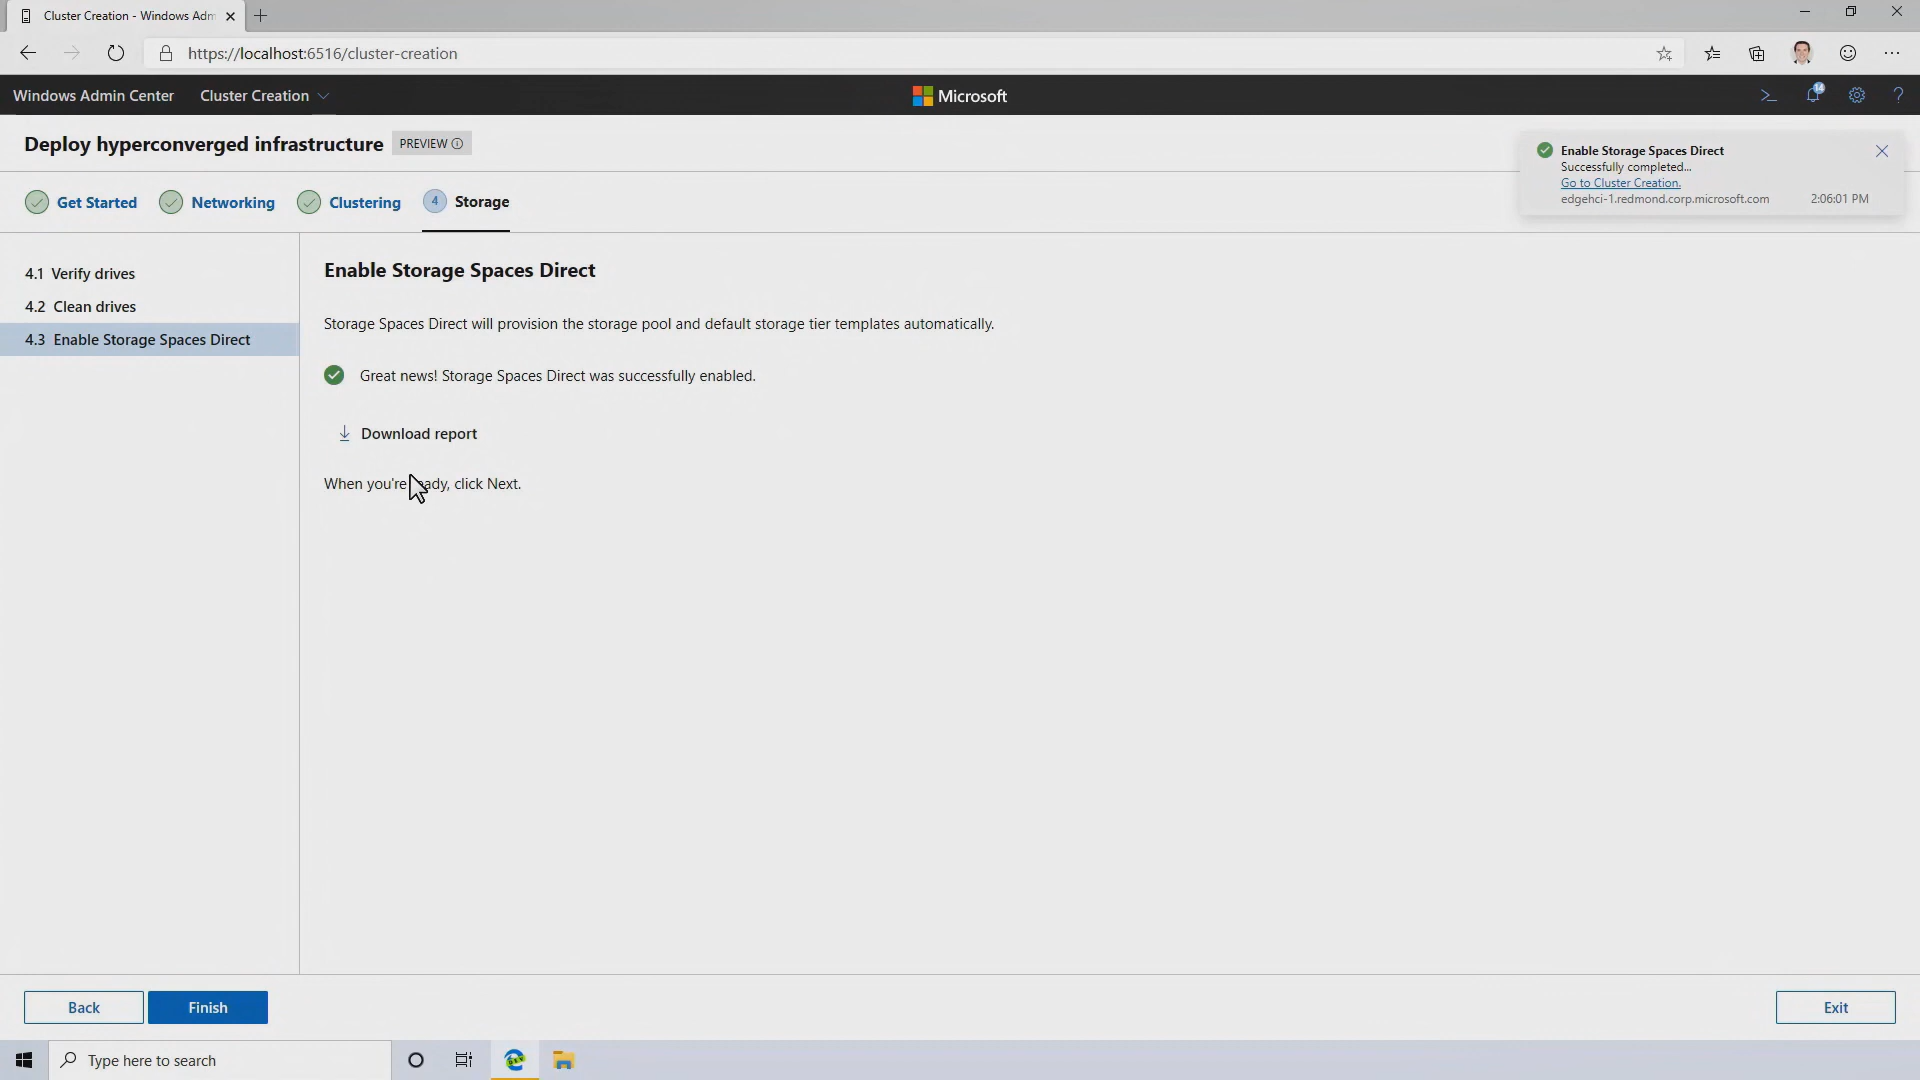 Cluster Creation - Windows Adm
https://localhost:6516/cluster-creation
Windows Admin Center
Cluster Creation
Microsoft
14
Deploy hyperconverged infrastructure
PREVIEW
Enable Storage Spaces Direct
Successfully completed...
Go to Cluster Creation.
edgehci-1.redmond.corp.microsoft.com
2:06:01 PM
Get Started
Networking
Clustering
4 Storage
4.1 Verify drives
4.2 Clean drives
4.3 Enable Storage Spaces Direct
Enable Storage Spaces Direct
Storage Spaces Direct will provision the storage pool and default storage tier templates automatically.
Great news! Storage Spaces Direct was successfully enabled.
Download report
When you're ready, click Next.
Back
Finish
Exit
Type here to search
DEV